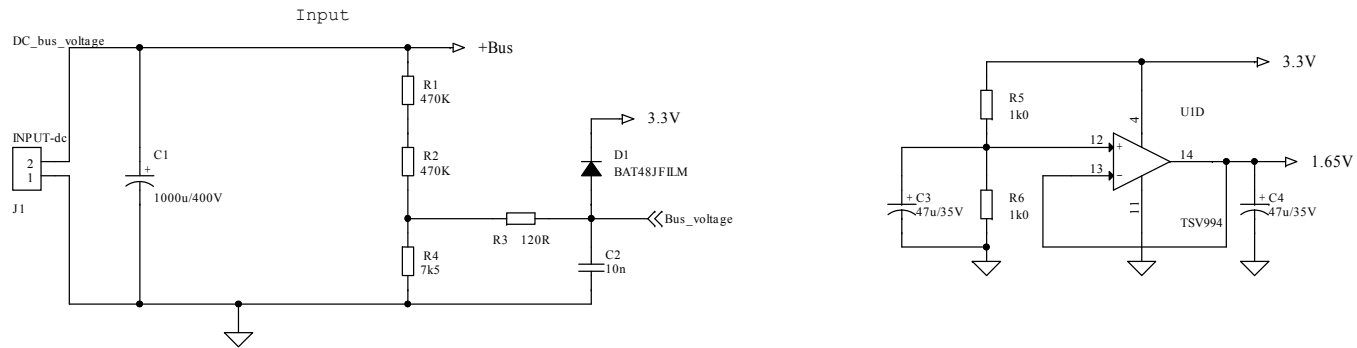 Input
DC_bus_voltage
+Bus
R1
470K
INPUT-dc
2
1
J1
C1
+
1000u/400V
R2
470K
3.3V
D1
BAT48JFILM
R3 120R
Bus_voltage
R4
7k5
C2
10n
3.3V
R5
1k0
U1D
4
12
+
13
−
14
1.65V
11
TSV994
+ C3
47u/35V
R6
1k0
+ C4
47u/35V